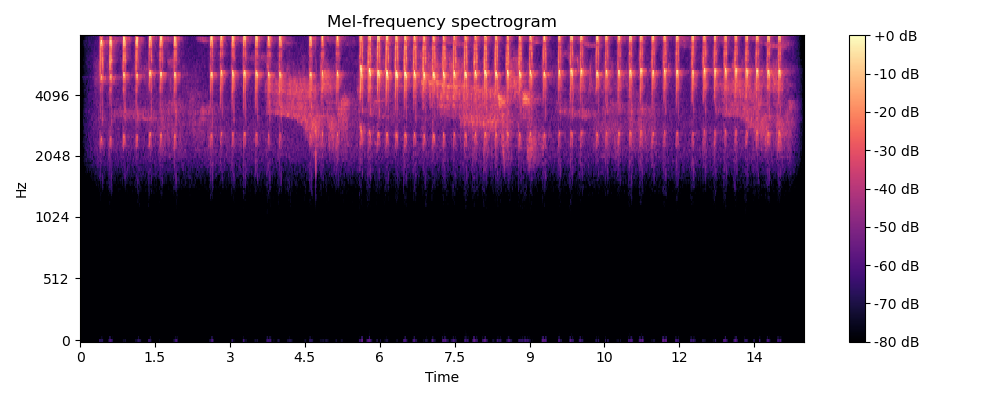 Mel-frequency spectrogram
+0 dB
-10 dB
-20 dB
-30 dB
-40 dB
-50 dB
-60 dB
-70 dB
-80 dB
4096
2048
1024
512
0
Hz
0 1.5 3 4.5 6 7.5 9 10 12 14
Time